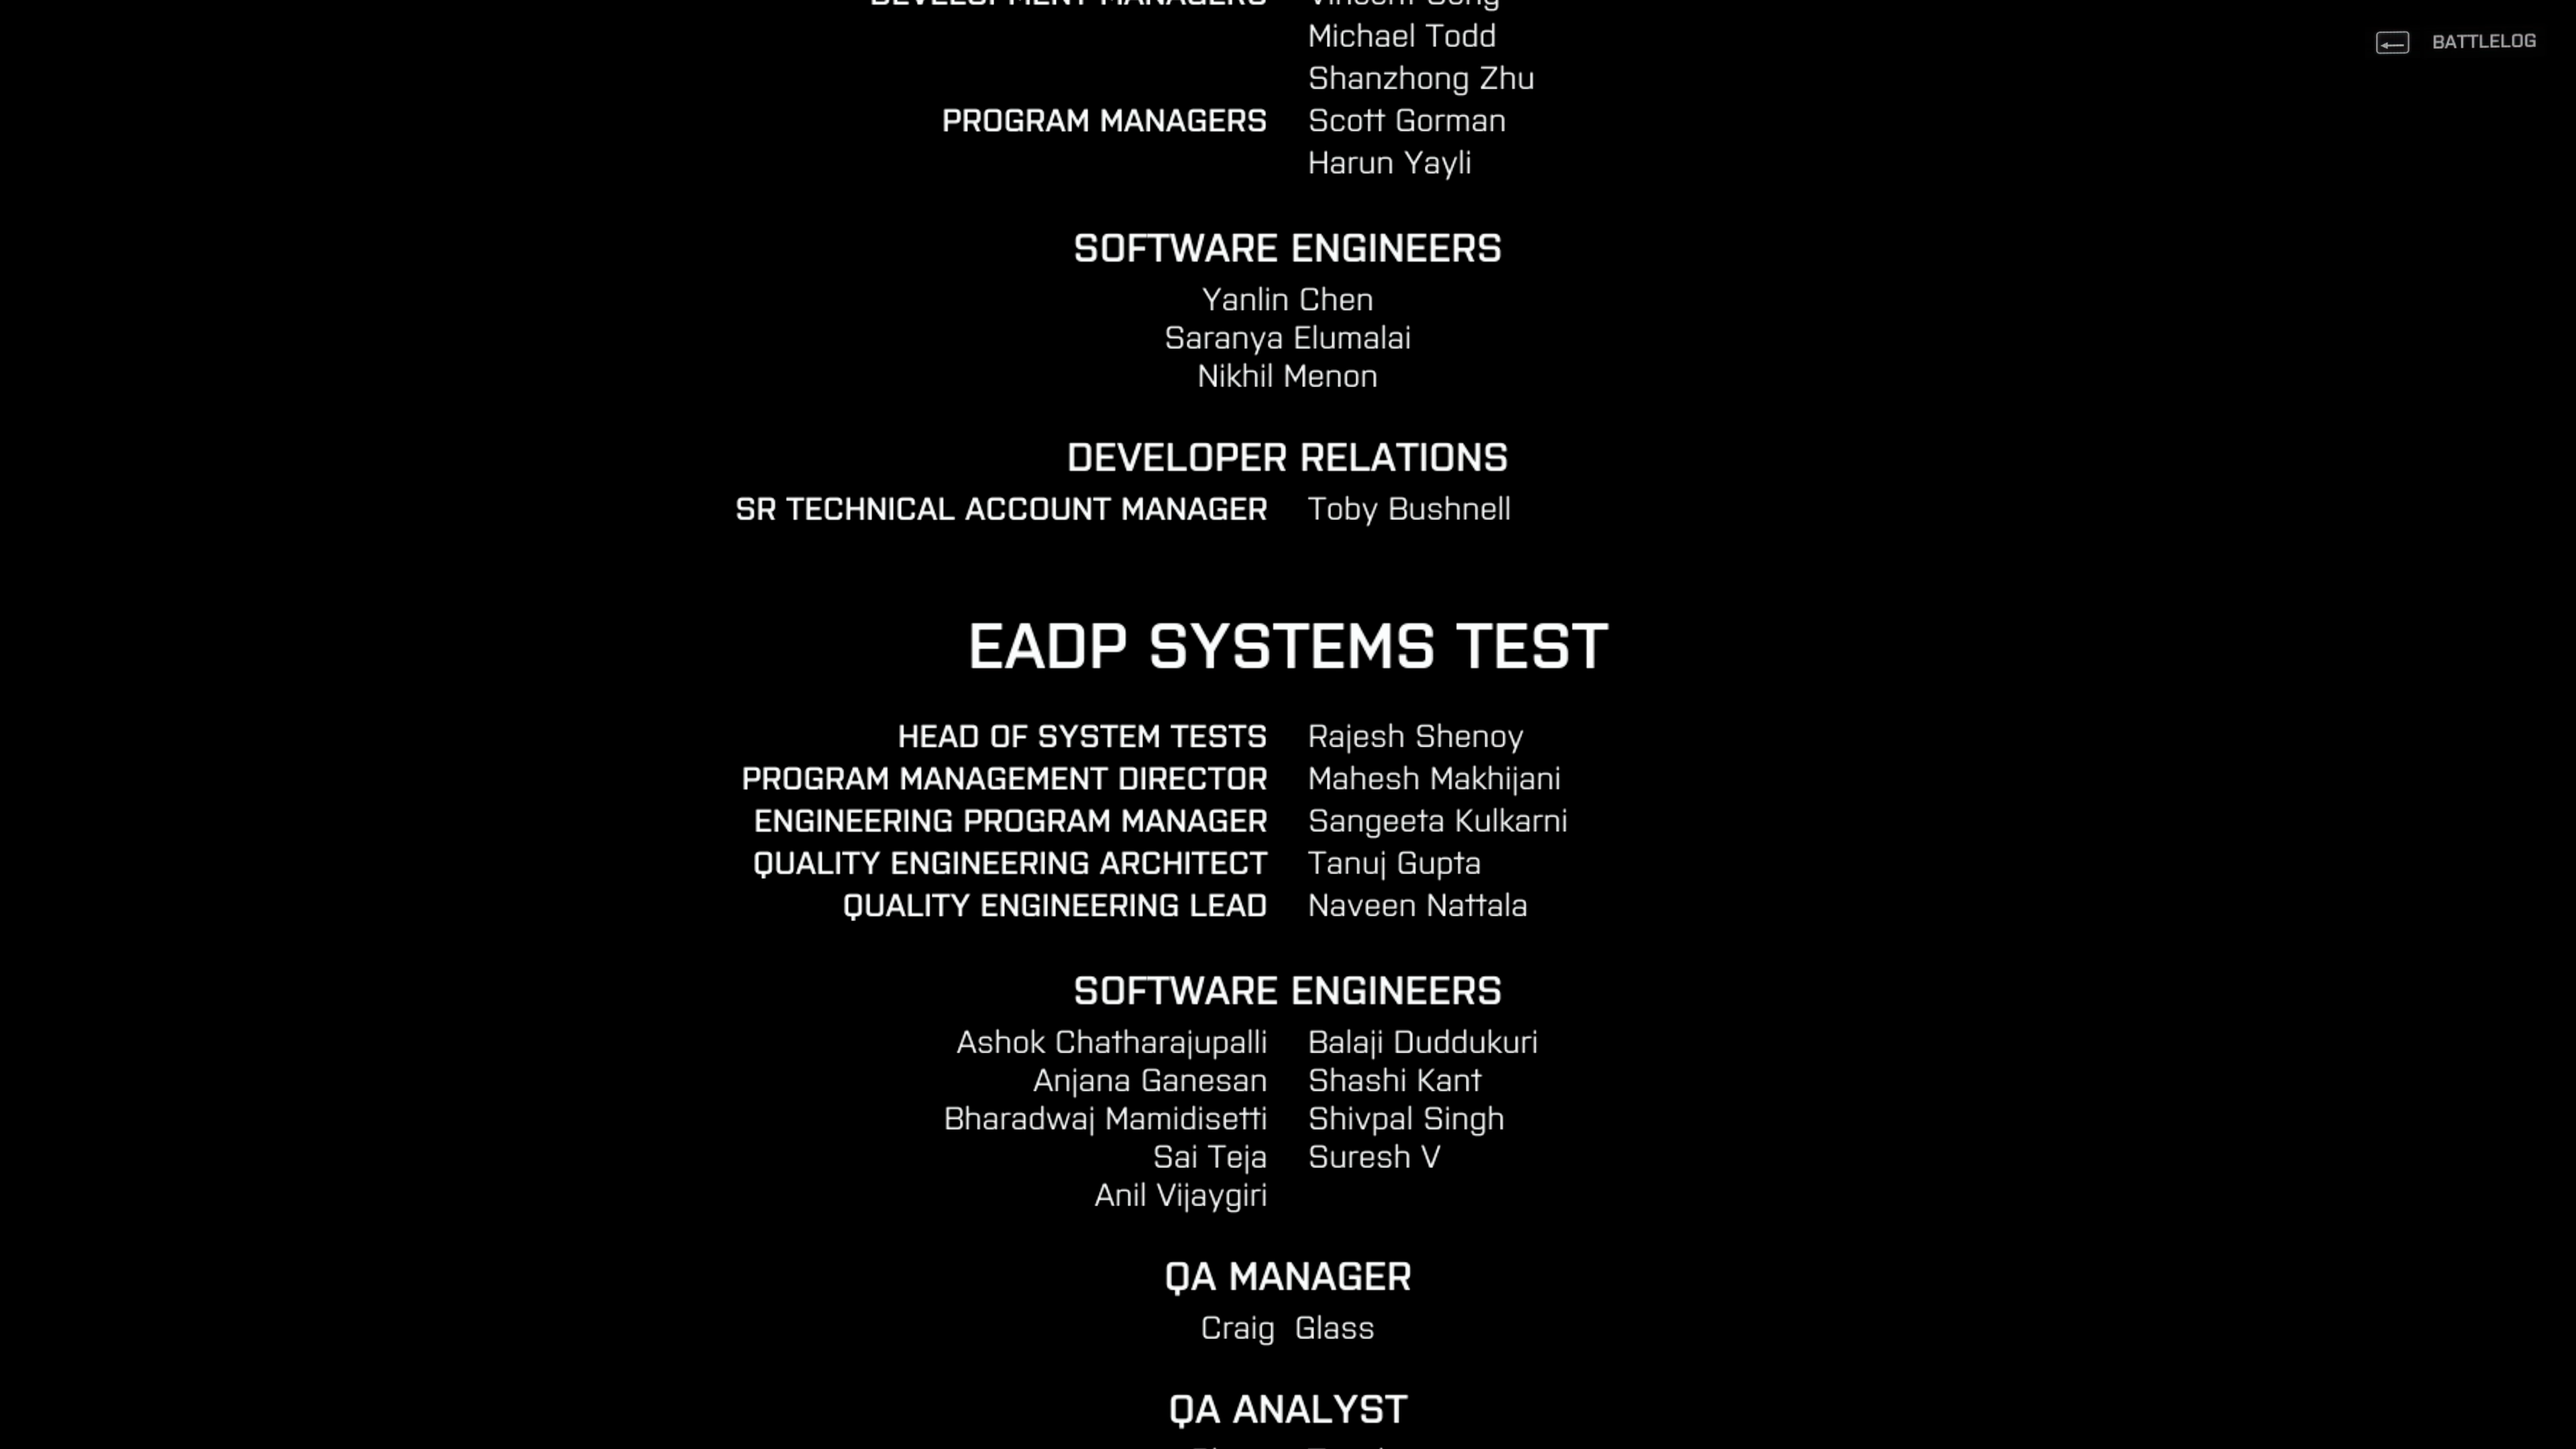 DEVELOPMENT MANAGERS
Michael Todd
BATTLELOG
Shanzhong Zhu
PROGRAM MANAGERS Scott Gorman
Harun Yayli
SOFTWARE ENGINEERS
Yanlin Chen
Saranya Elumalai
Nikhil Menon
DEVELOPER RELATIONS
SR TECHNICAL ACCOUNT MANAGER Toby Bushnell
EADP SYSTEMS TEST
HEAD OF SYSTEM TESTS Rajesh Shenoy
PROGRAM MANAGEMENT DIRECTOR Mahesh Makhijani
ENGINEERING PROGRAM MANAGER Sangeeta Kulkarni
QUALITY ENGINEERING ARCHITECT Tanuj Gupta
QUALITY ENGINEERING LEAD Naveen Nattala
SOFTWARE ENGINEERS
Ashok Chatharajupalli Balaji Duddukuri
Anjana Ganesan Shashi Kant
Bharadwaj Mamidisetti Shivpal Singh
Sai Teja Suresh V
Anil Vijaygiri
QA MANAGER
Craig  Glass
QA ANALYST